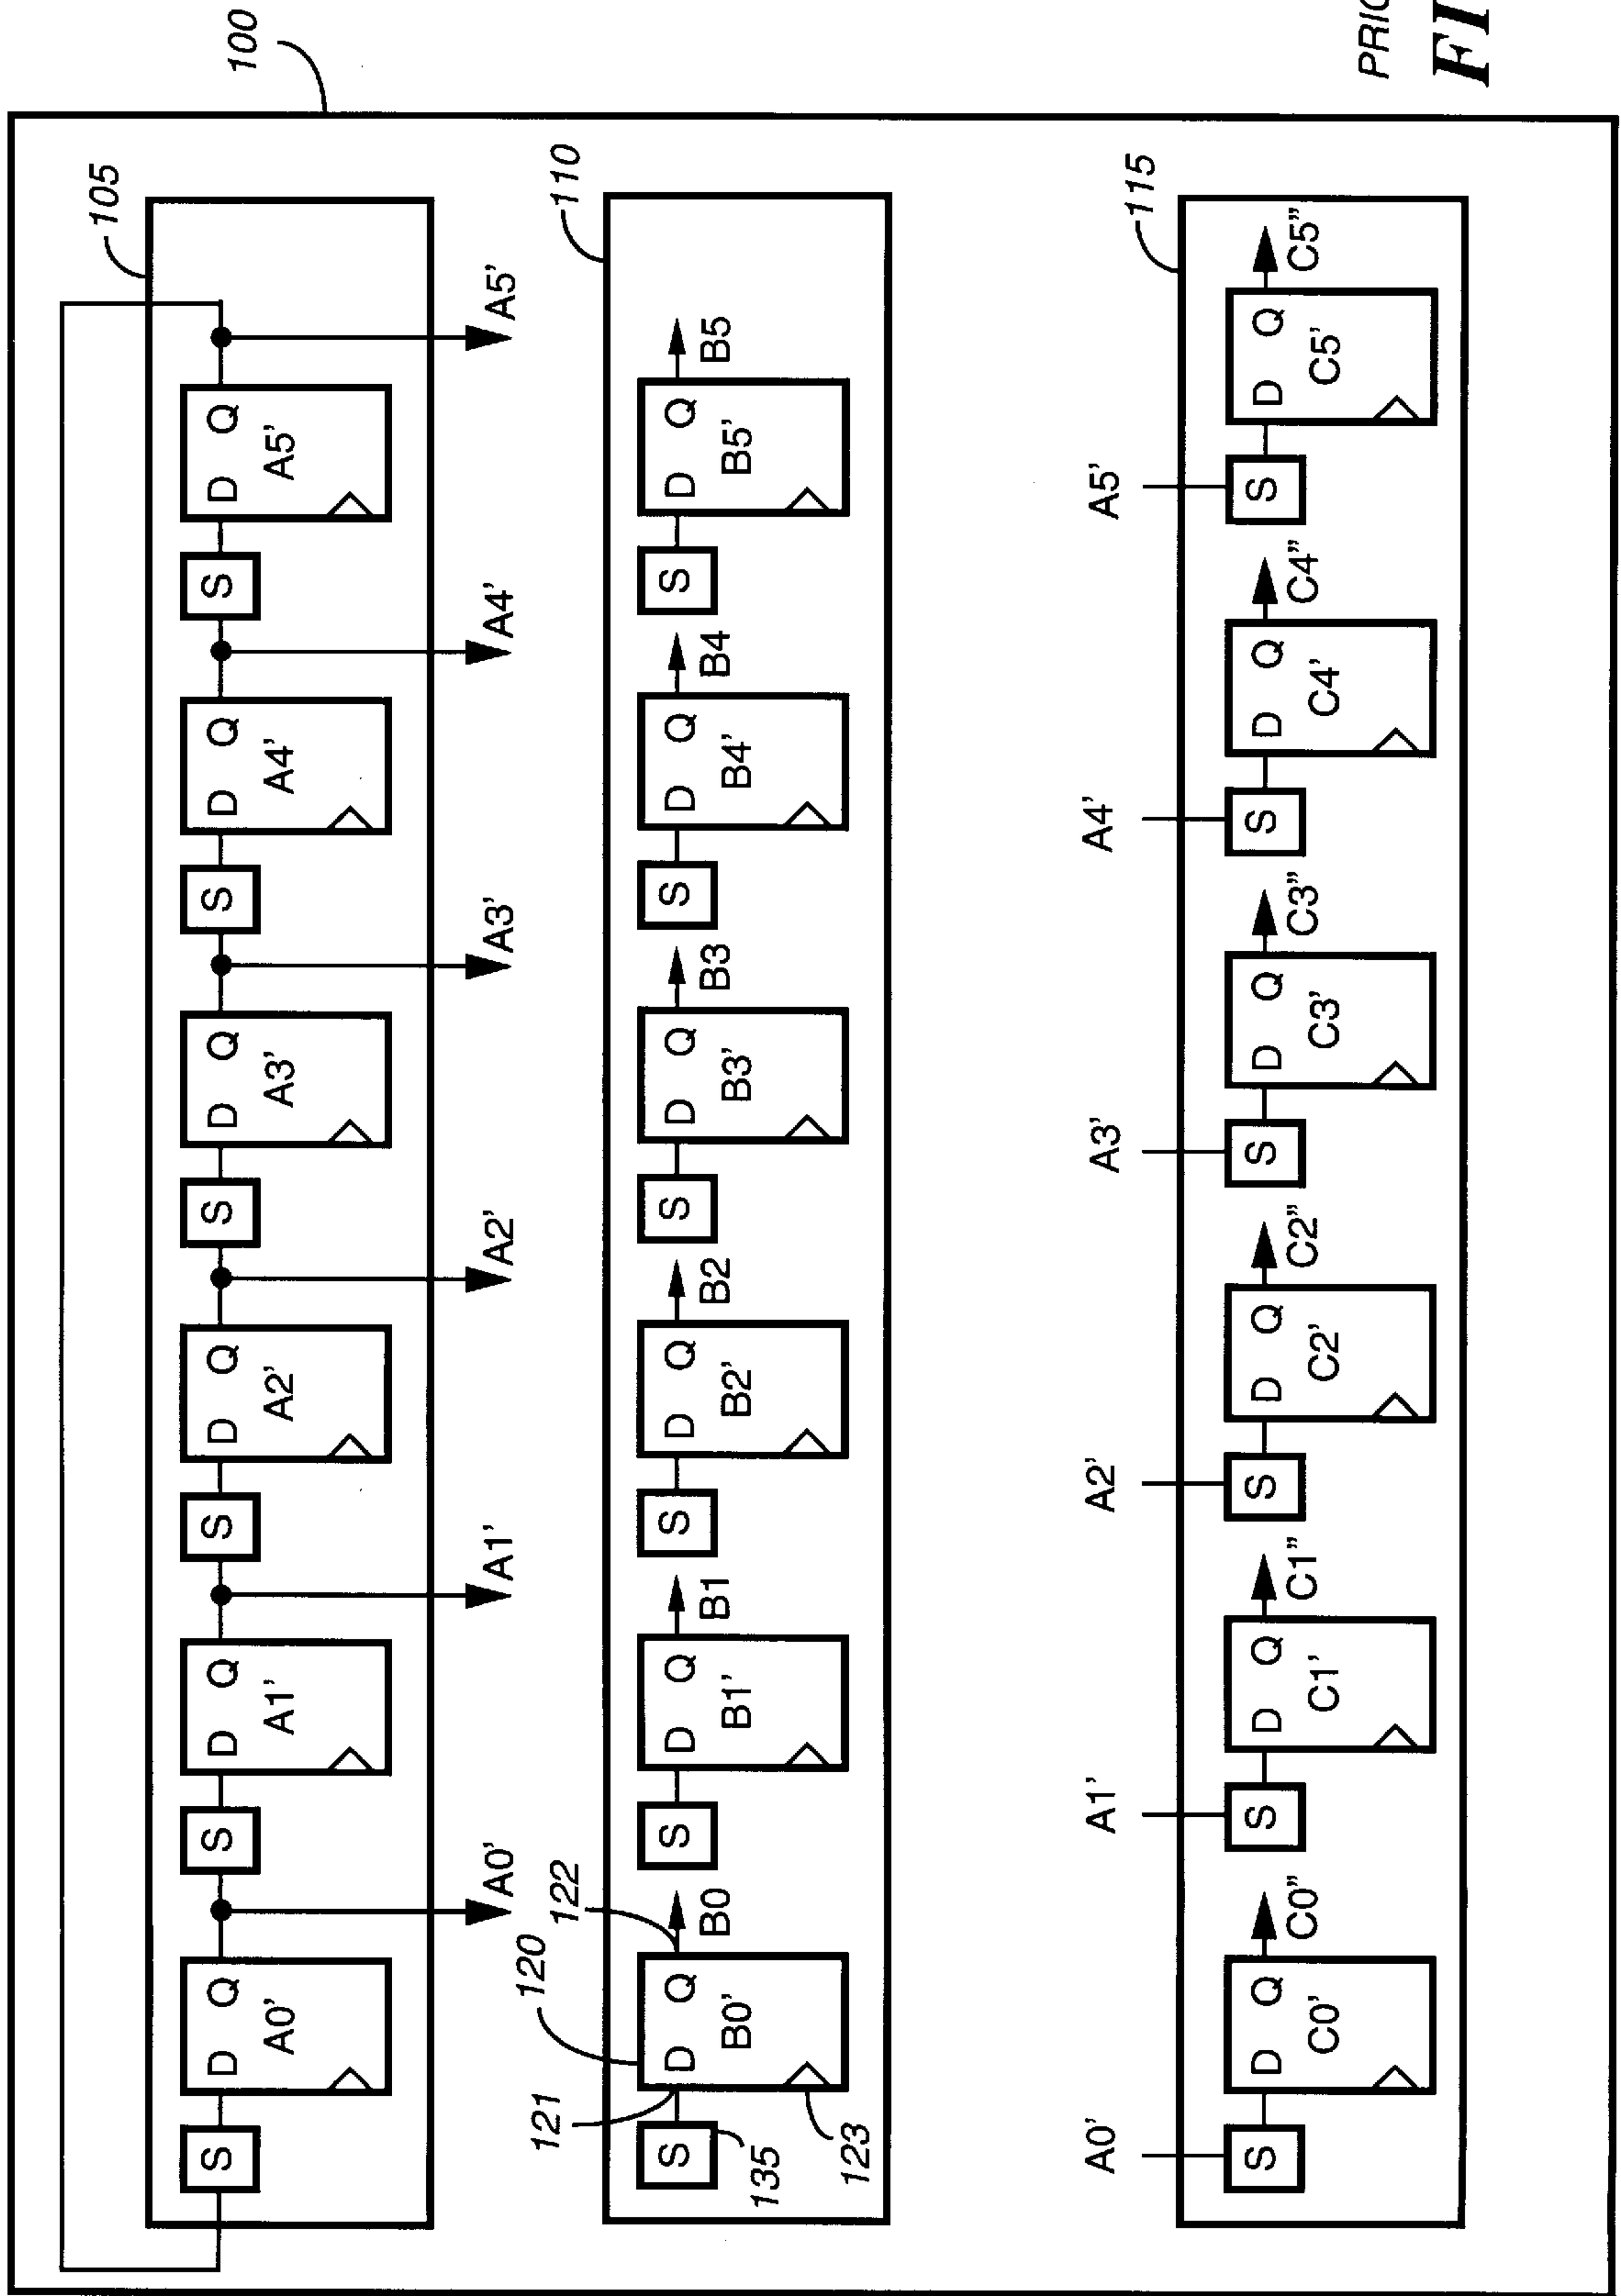 100
105
S
D Q
A0'
S
D Q
A1'
S
D Q
A2'
S
D Q
A3'
S
D Q
A4'
S
D Q
A5'
A0'
A1'
A2'
A3'
A4'
A5'
110
120
121
122
S
D Q
B0'
B0
S
D Q
B1'
B1
S
D Q
B2'
B2
S
D Q
B3'
B3
S
D Q
B4'
B4
S
D Q
B5'
B5
135
123
115
A0'
A1'
A2'
A3'
A4'
A5'
S
D Q
C0'
C0"
S
D Q
C1'
C1"
S
D Q
C2'
C2"
S
D Q
C3'
C3"
S
D Q
C4'
C4"
S
D Q
C5'
C5"